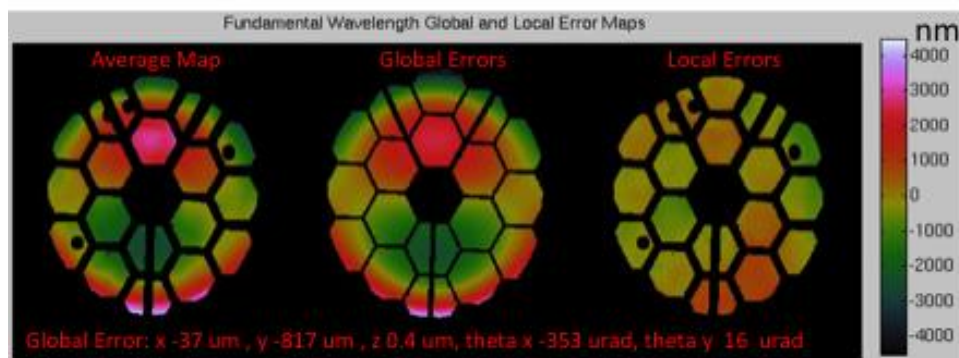 Fundamental Wavelength Global and Local Error Maps
nm
Average Map Global Errors Local Errors
4000
3000
2000
1000
0
-1000
-2000
-3000
-4000
Global Error: x -37 um , y -817 um , z 0.4 um, theta x -353 urad, theta y 16 urad